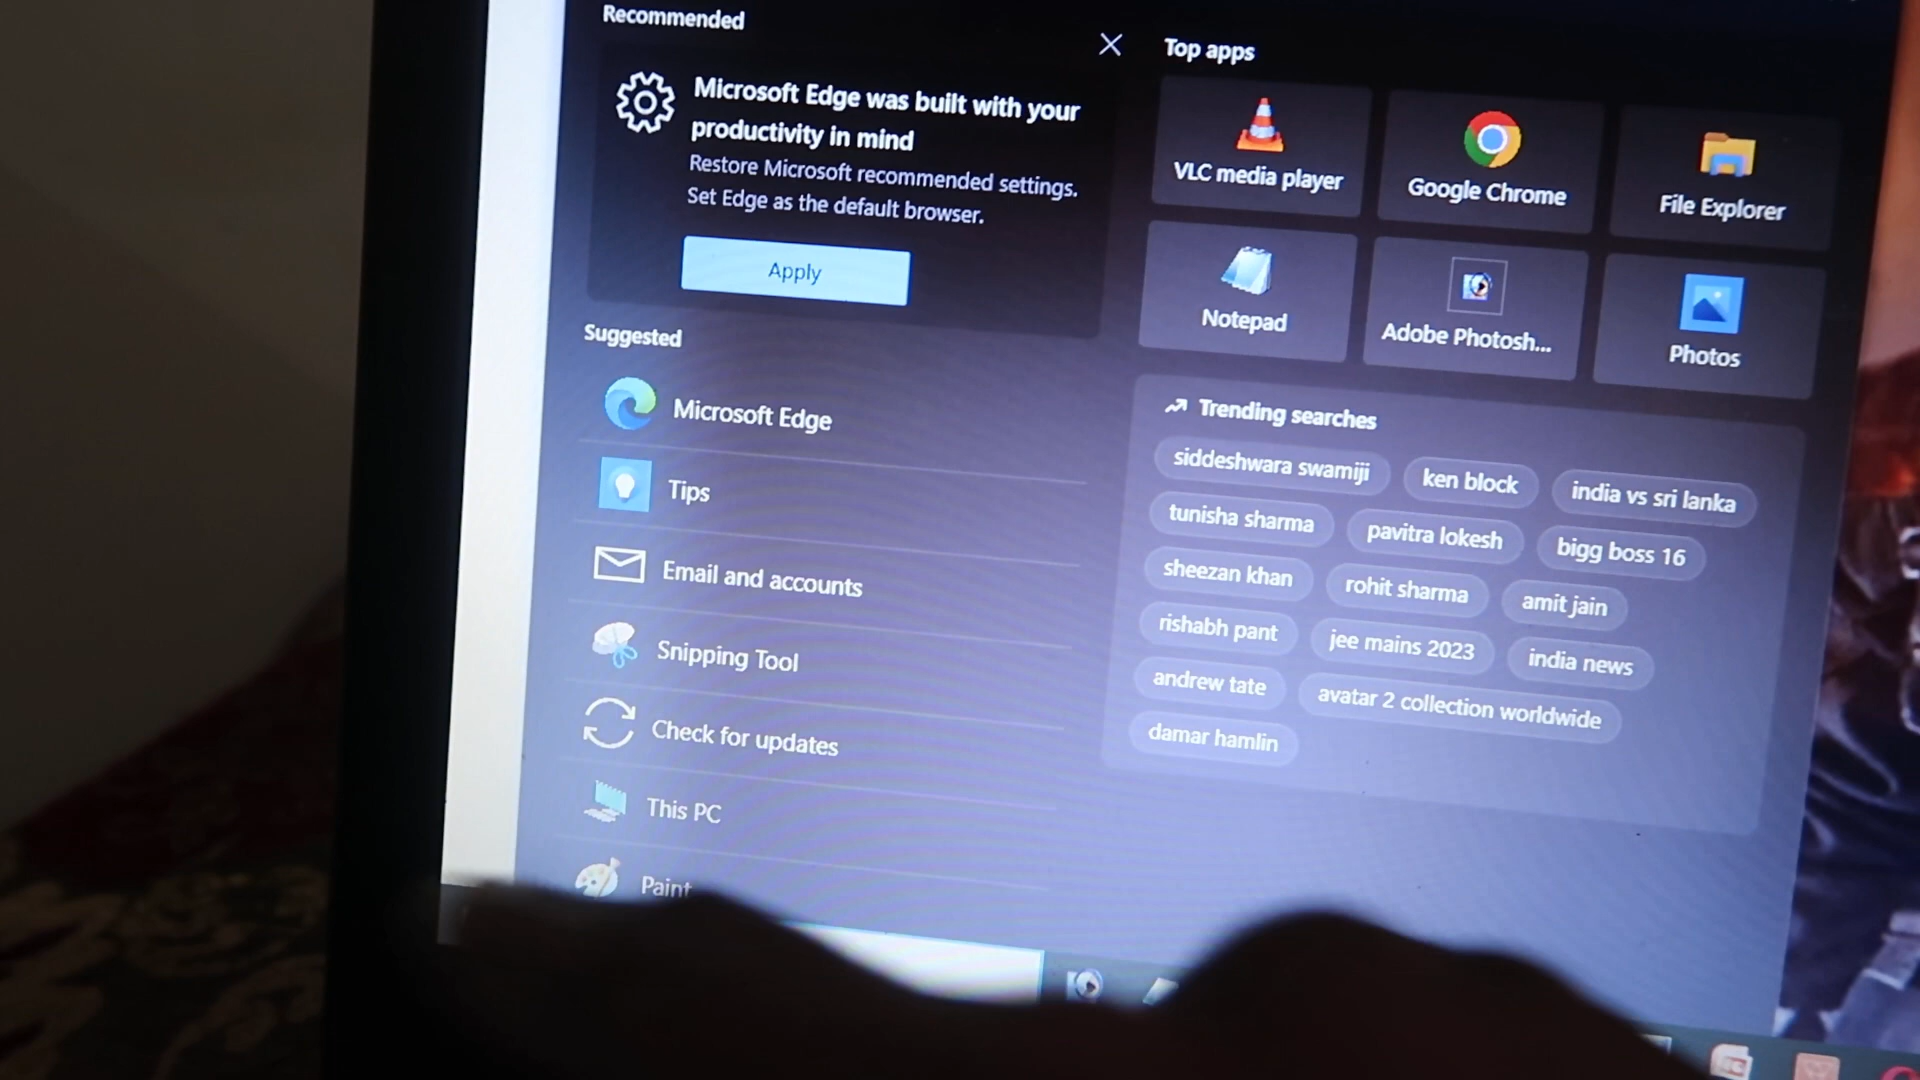 Recommended
Microsoft Edge was built with your
productivity in mind
Restore Microsoft recommended settings.
Set Edge as the default browser.
Apply
Suggested
Microsoft Edge
Tips
Email and accounts
Snipping Tool
Check for updates
This PC
Paint
Top apps
VLC media player
Google Chrome
File Explorer
Notepad
Adobe Photosh...
Photos
Trending searches
siddeshwara swamiji
ken block
india vs sri lanka
tunisha sharma
pavitra lokesh
bigg boss 16
sheezan khan
rohit sharma
amit jain
rishabh pant
jee mains 2023
india news
andrew tate
avatar 2 collection worldwide
damar hamlin